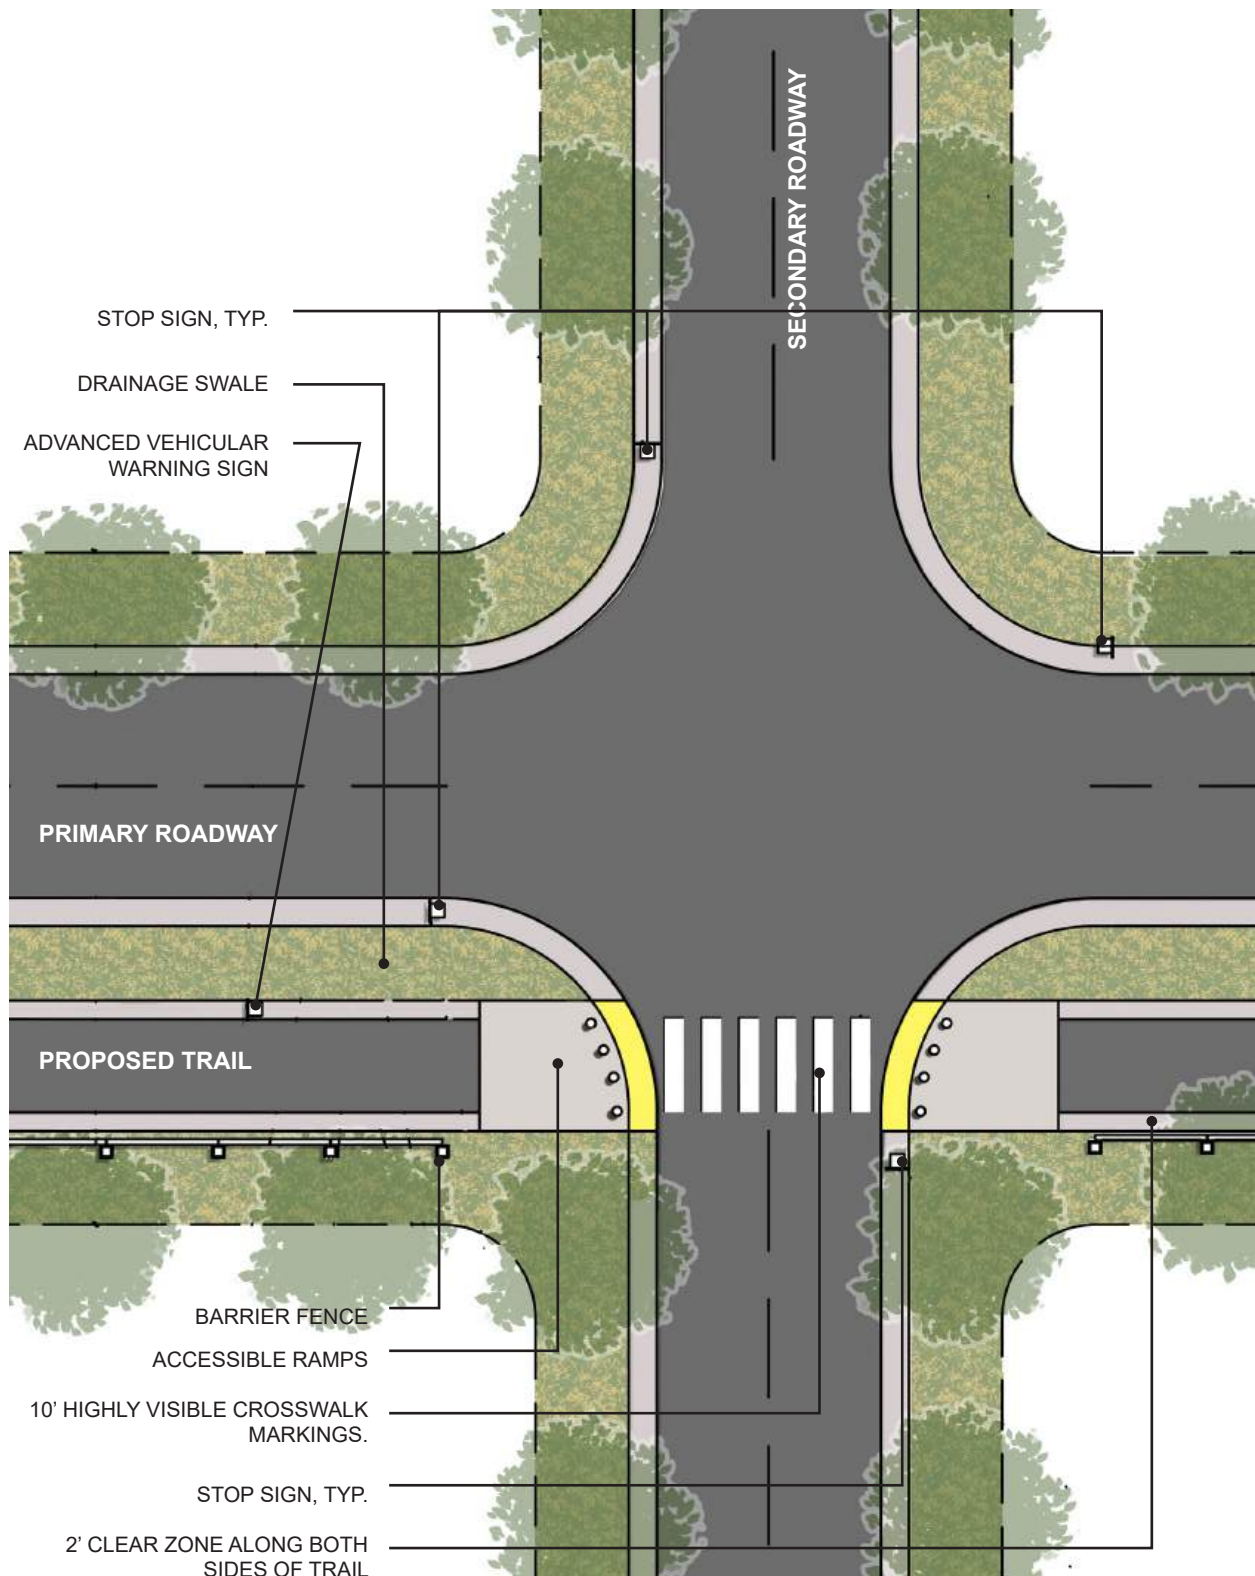 SECONDARY ROADWAY
STOP SIGN, TYP.
DRAINAGE SWALE
ADVANCED VEHICULAR
WARNING SIGN
PRIMARY ROADWAY
PROPOSED TRAIL
BARRIER FENCE
ACCESSIBLE RAMPS
10’ HIGHLY VISIBLE CROSSWALK
MARKINGS.
STOP SIGN, TYP.
2’ CLEAR ZONE ALONG BOTH
SIDES OF TRAIL